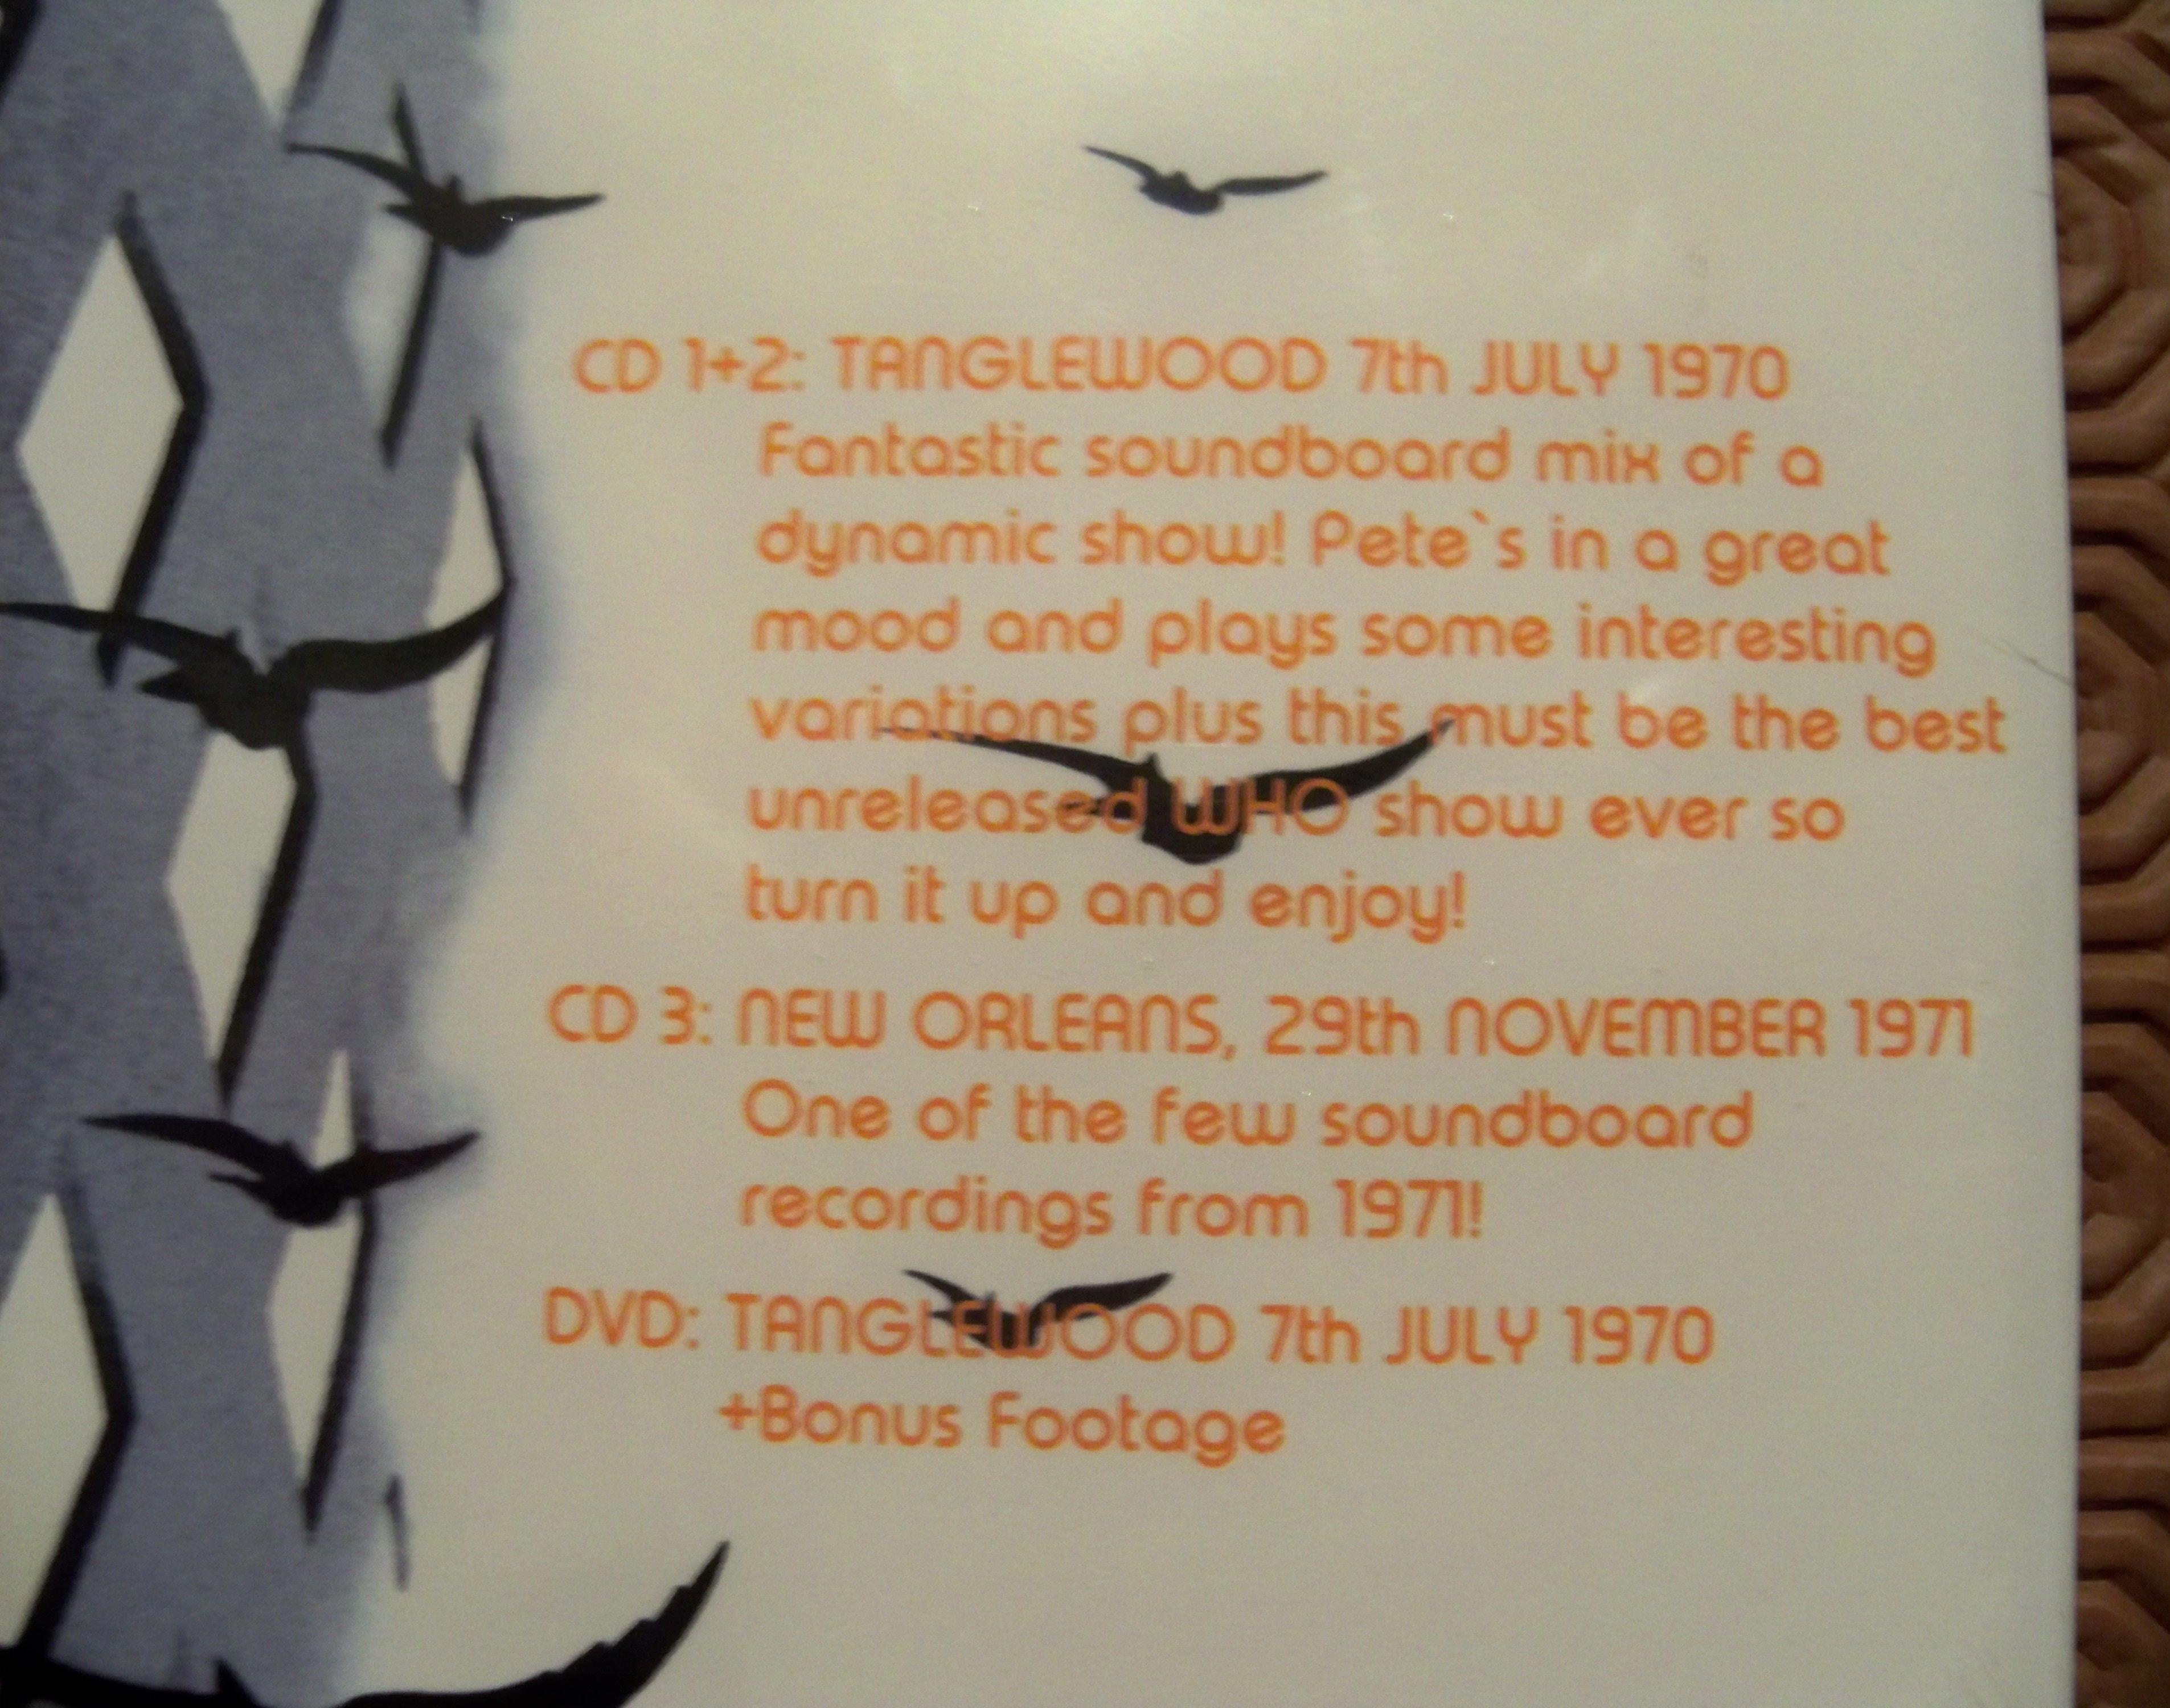 CD 1+2: TANGLEWOOD 7th JULY 1970
Fantastic soundboard mix of a
dynamic show! Pete`s in a great
mood and plays some interesting
variations plus this must be the best
unreleased WHO show ever so
turn it up and enjoy!
CD 3: NEW ORLEANS, 29th NOVEMBER 1971
One of the few soundboard
recordings from 1971!
DVD: TANGLEWOOD 7th JULY 1970
+Bonus Footage